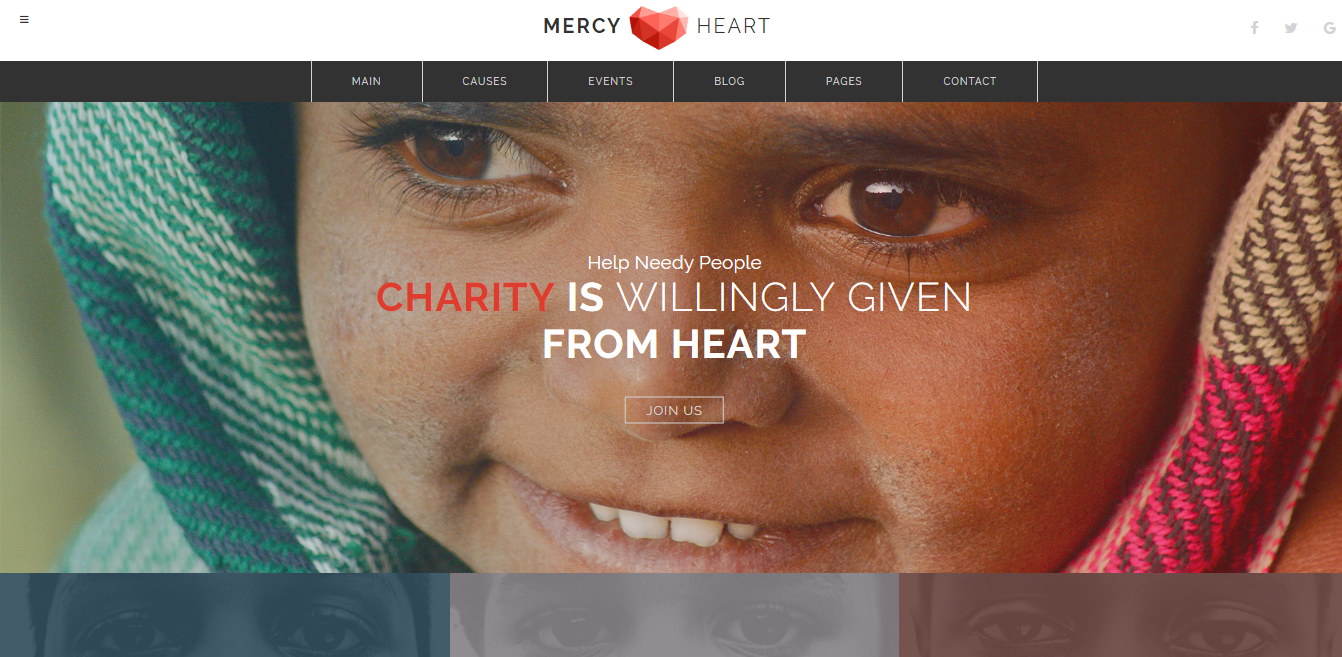 MERCY HEART
MAIN CAUSES EVENTS BLOG PAGES CONTACT
Help Needy People
CHARITY IS WILLINGLY GIVEN
FROM HEART
JOIN US